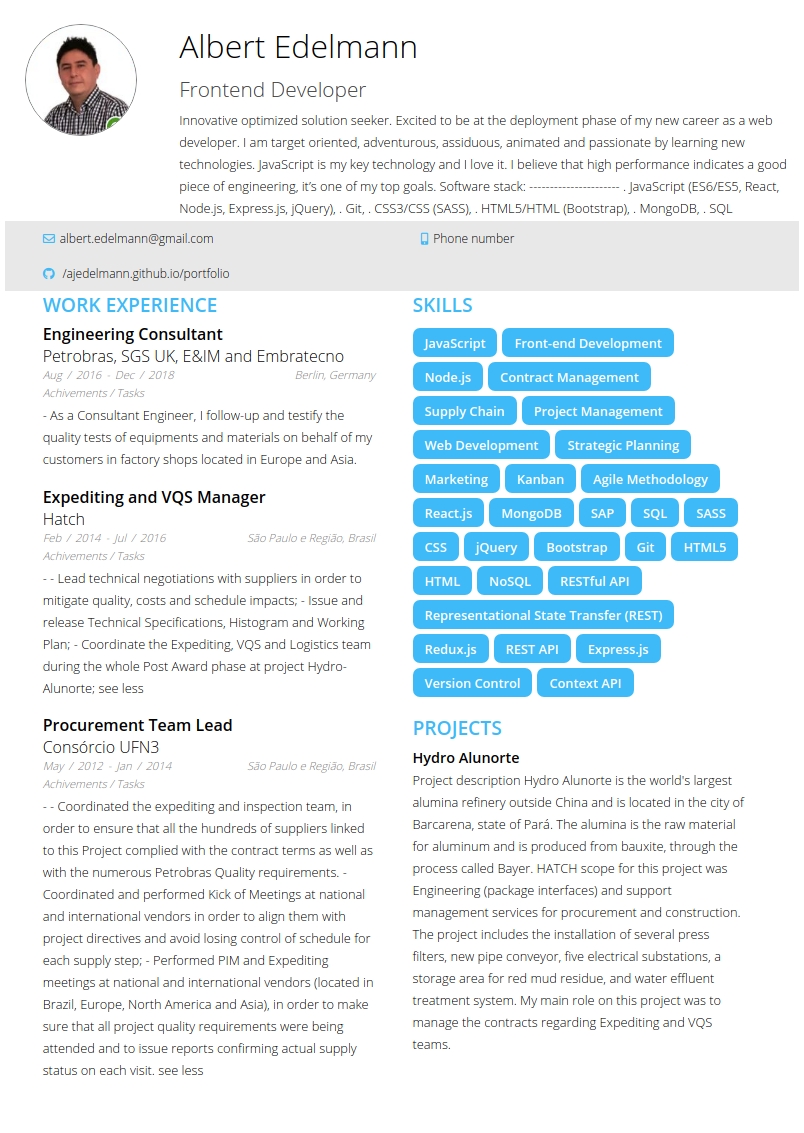 Albert Edelmann
Frontend Developer
Innovative optimized solution seeker. Excited to be at the deployment phase of my new career as a web
developer. I am target oriented, adventurous, assiduous, animated and passionate by learning new
technologies. JavaScript is my key technology and I love it. I believe that high performance indicates a good
piece of engineering, it’s one of my top goals. Software stack: ---------------------- . JavaScript (ES6/ES5, React,
Node.js, Express.js, jQuery), . Git, . CSS3/CSS (SASS), . HTML5/HTML (Bootstrap), . MongoDB, . SQL
albert.edelmann@gmail.com
Phone number
/ajedelmann.github.io/portfolio
WORK EXPERIENCE
Engineering Consultant
Petrobras, SGS UK, E&IM and Embratecno
Aug / 2016 - Dec / 2018 Berlin, Germany
Achivements / Tasks
- As a Consultant Engineer, I follow-up and testify the
quality tests of equipments and materials on behalf of my
customers in factory shops located in Europe and Asia.
Expediting and VQS Manager
Hatch
Feb / 2014 - Jul / 2016 São Paulo e Região, Brasil
Achivements / Tasks
- - Lead technical negotiations with suppliers in order to
mitigate quality, costs and schedule impacts; - Issue and
release Technical Specifications, Histogram and Working
Plan; - Coordinate the Expediting, VQS and Logistics team
during the whole Post Award phase at project Hydro-
Alunorte; see less
Procurement Team Lead
Consórcio UFN3
May / 2012 - Jan / 2014 São Paulo e Região, Brasil
Achivements / Tasks
- - Coordinated the expediting and inspection team, in
order to ensure that all the hundreds of suppliers linked
to this Project complied with the contract terms as well as
with the numerous Petrobras Quality requirements. -
Coordinated and performed Kick of Meetings at national
and international vendors in order to align them with
project directives and avoid losing control of schedule for
each supply step; - Performed PIM and Expediting
meetings at national and international vendors (located in
Brazil, Europe, North America and Asia), in order to make
sure that all project quality requirements were being
attended and to issue reports confirming actual supply
status on each visit. see less
SKILLS
JavaScript Front-end Development
Node.js Contract Management
Supply Chain Project Management
Web Development Strategic Planning
Marketing Kanban Agile Methodology
React.js MongoDB SAP SQL SASS
CSS jQuery Bootstrap Git HTML5
HTML NoSQL RESTful API
Representational State Transfer (REST)
Redux.js REST API Express.js
Version Control Context API
PROJECTS
Hydro Alunorte
Project description Hydro Alunorte is the world's largest
alumina refinery outside China and is located in the city of
Barcarena, state of Pará. The alumina is the raw material
for aluminum and is produced from bauxite, through the
process called Bayer. HATCH scope for this project was
Engineering (package interfaces) and support
management services for procurement and construction.
The project includes the installation of several press
filters, new pipe conveyor, five electrical substations, a
storage area for red mud residue, and water effluent
treatment system. My main role on this project was to
manage the contracts regarding Expediting and VQS
teams.